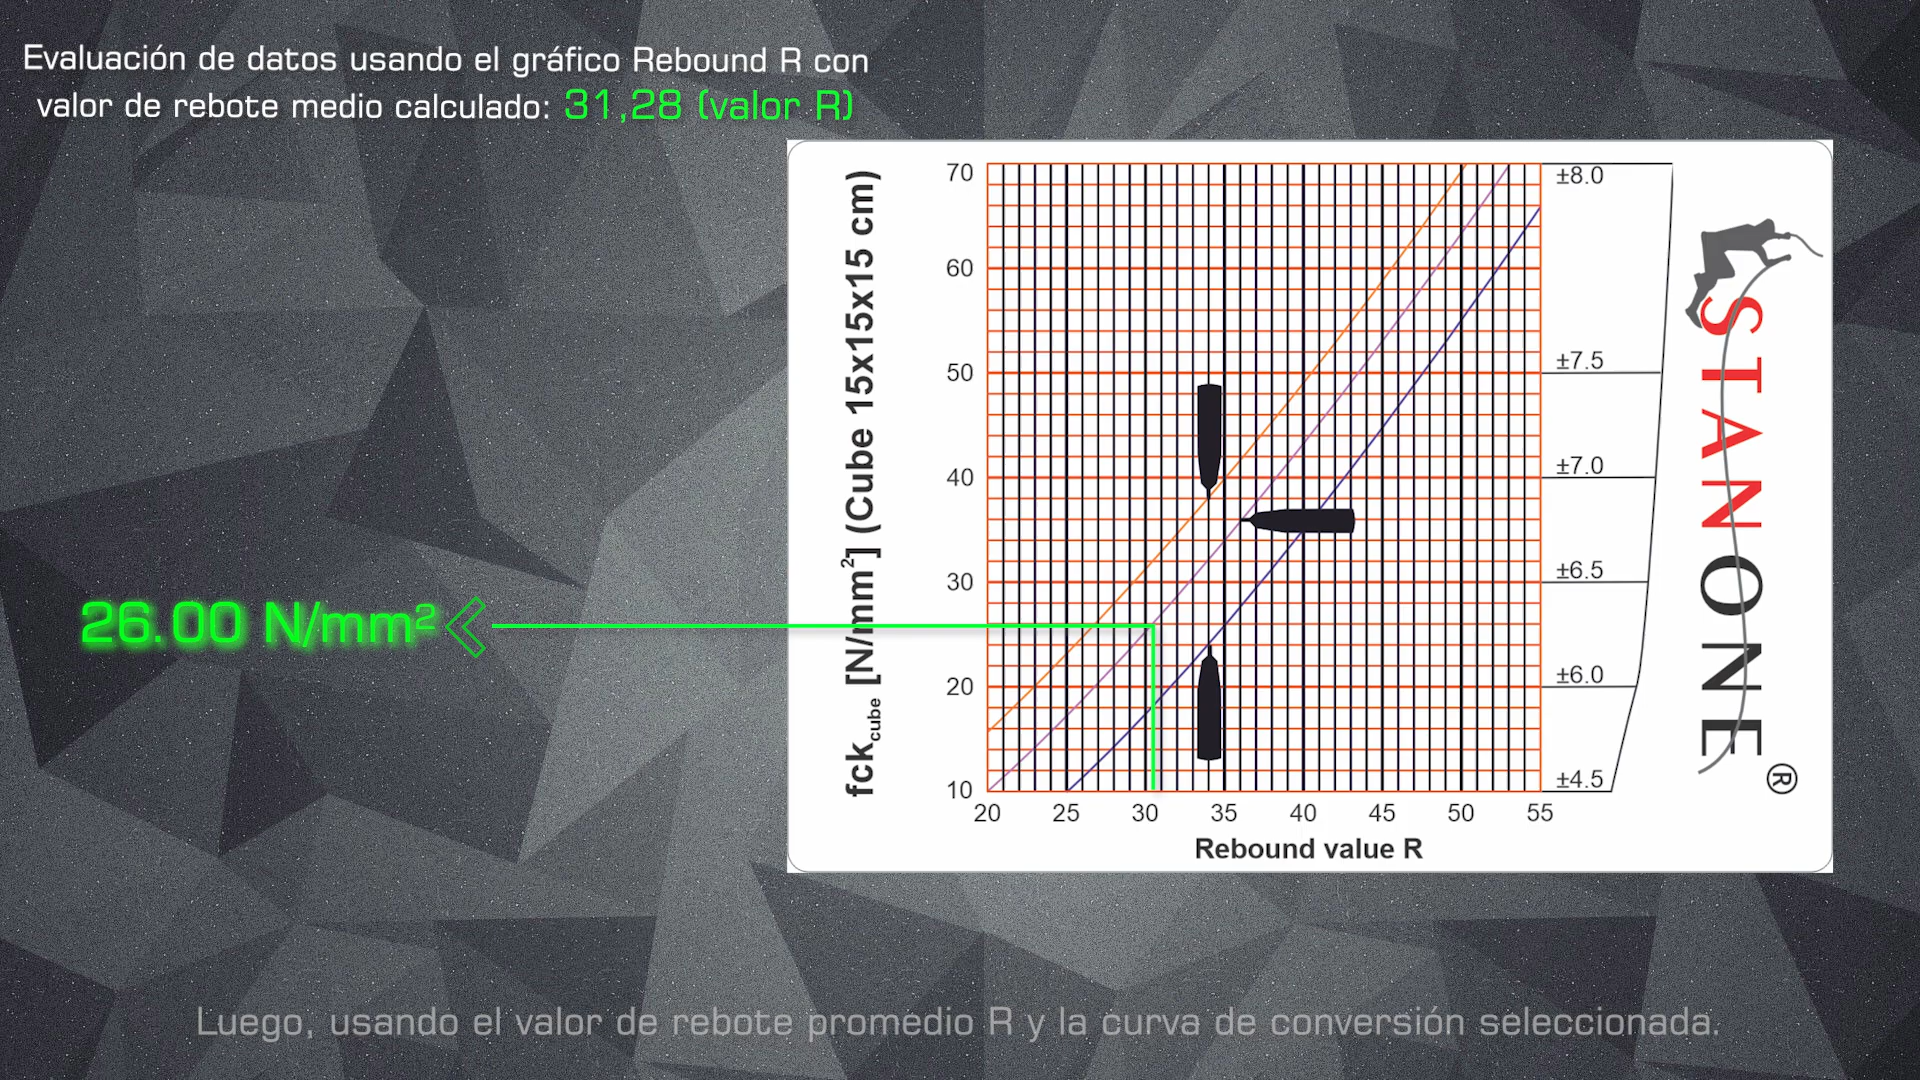 Evaluación de datos usando el gráfico Rebound R con
valor de rebote medio calculado: 31,28 (valor R)
fck cube [N/mm²] (Cube 15x15x15 cm)
70
60
50
40
30
20
10
20 25 30 35 40 45 50 55
Rebound value R
±8.0
±7.5
±7.0
±6.5
±6.0
±4.5
STANONE®
26.00 N/mm²
Luego, usando el valor de rebote promedio R y la curva de conversión seleccionada.